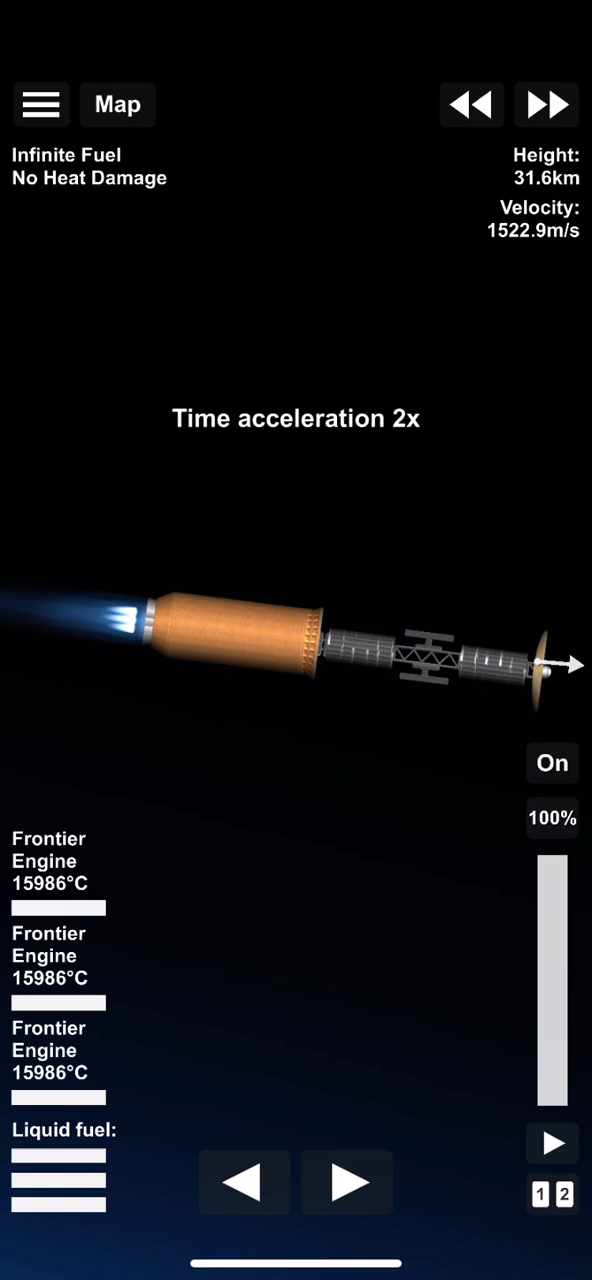 Map
Infinite Fuel
No Heat Damage
Height:
31.6km
Velocity:
1522.9m/s
Time acceleration 2x
On
100%
Frontier
Engine
15986°C
Frontier
Engine
15986°C
Frontier
Engine
15986°C
Liquid fuel:
1 2